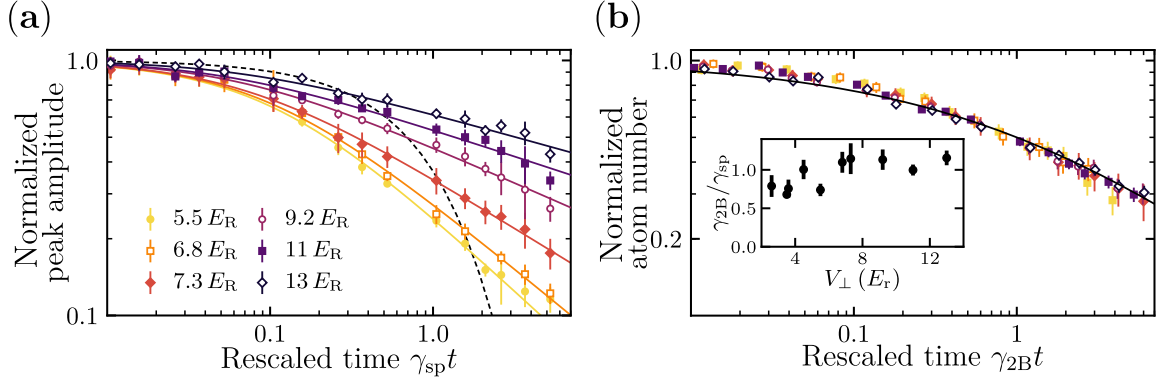 (a)
Normalized
peak amplitude
1.0
0.1
5.5 E_R
6.8 E_R
7.3 E_R
9.2 E_R
11 E_R
13 E_R
0.1
1.0
Rescaled time γ_sp t
(b)
Normalized
atom number
1.0
0.2
γ_2B/γ_sp
1.0
0.5
0.0
4
8
12
V_⊥ (E_r)
0.1
1
Rescaled time γ_2B t